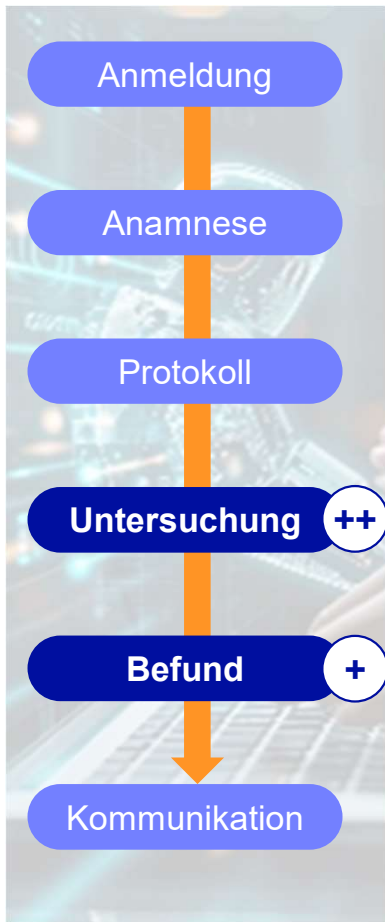 Anmeldung
Anamnese
Protokoll
Untersuchung ++
Befund +
Kommunikation